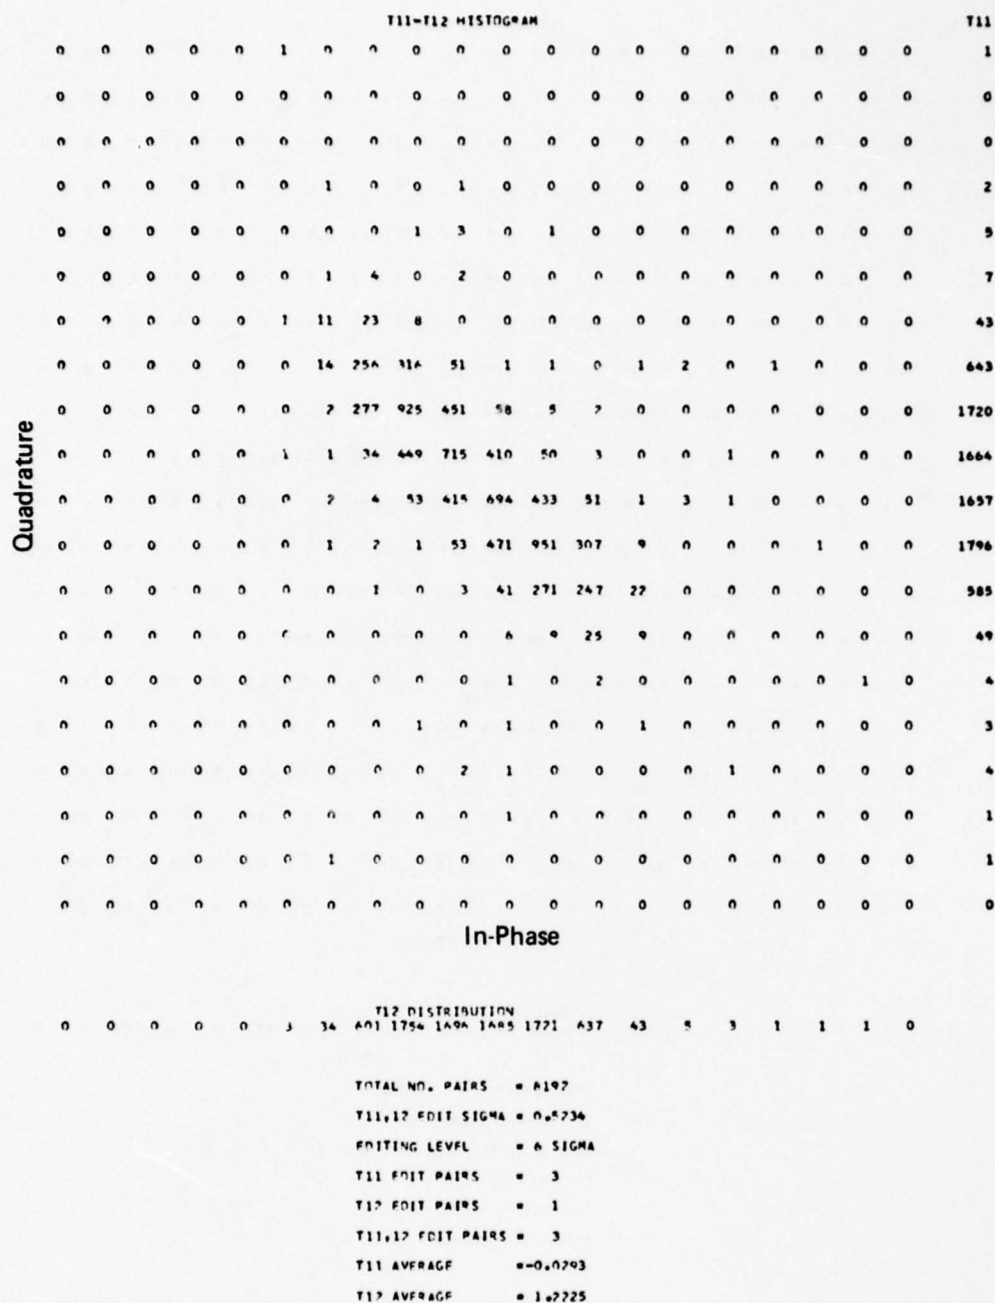 T11-T12 HISTOGRAM T11
0 0 0 0 0 1 0 0 0 0 0 0 0 0 0 0 0 0 0 0 1
0 0 0 0 0 0 0 0 0 0 0 0 0 0 0 0 0 0 0 0 0
0 0 0 0 0 0 0 0 0 0 0 0 0 0 0 0 0 0 0 0 0
0 0 0 0 0 0 1 0 0 1 0 0 0 0 0 0 0 0 0 0 2
0 0 0 0 0 0 0 0 1 3 0 1 0 0 0 0 0 0 0 0 5
0 0 0 0 0 0 1 4 0 2 0 0 0 0 0 0 0 0 0 0 7
0 0 0 0 0 1 11 23 8 0 0 0 0 0 0 0 0 0 0 0 43
0 0 0 0 0 0 14 256 316 51 1 1 0 1 2 0 1 0 0 0 643
0 0 0 0 0 0 2 277 925 451 58 5 2 0 0 0 0 0 0 0 1720
0 0 0 0 0 1 1 34 449 715 410 50 3 0 0 1 0 0 0 0 1664
0 0 0 0 0 0 2 4 53 415 694 433 51 1 3 1 0 0 0 0 1657
0 0 0 0 0 0 1 2 1 53 471 951 307 9 0 0 0 1 0 0 1796
0 0 0 0 0 0 0 1 0 3 41 271 247 22 0 0 0 0 0 0 585
0 0 0 0 0 0 0 0 0 0 6 9 25 9 0 0 0 0 0 0 49
0 0 0 0 0 0 0 0 0 0 1 0 2 0 0 0 0 0 1 0 4
0 0 0 0 0 0 0 0 1 0 1 0 0 1 0 0 0 0 0 0 3
0 0 0 0 0 0 0 0 0 2 1 0 0 0 0 1 0 0 0 0 4
0 0 0 0 0 0 0 0 0 0 1 0 0 0 0 0 0 0 0 0 1
0 0 0 0 0 0 1 0 0 0 0 0 0 0 0 0 0 0 0 0 1
0 0 0 0 0 0 0 0 0 0 0 0 0 0 0 0 0 0 0 0 0
Quadrature
In-Phase
T12 DISTRIBUTION
0 0 0 0 0 3 34 601 1754 1696 1685 1721 637 43 5 3 1 1 1 0
TOTAL NO. PAIRS = 8192
T11,12 EDIT SIGMA = 0.5234
EDITING LEVEL = 6 SIGMA
T11 EDIT PAIRS = 3
T12 EDIT PAIRS = 1
T11,12 EDIT PAIRS = 3
T11 AVERAGE =-0.0293
T12 AVERAGE = 1.2225